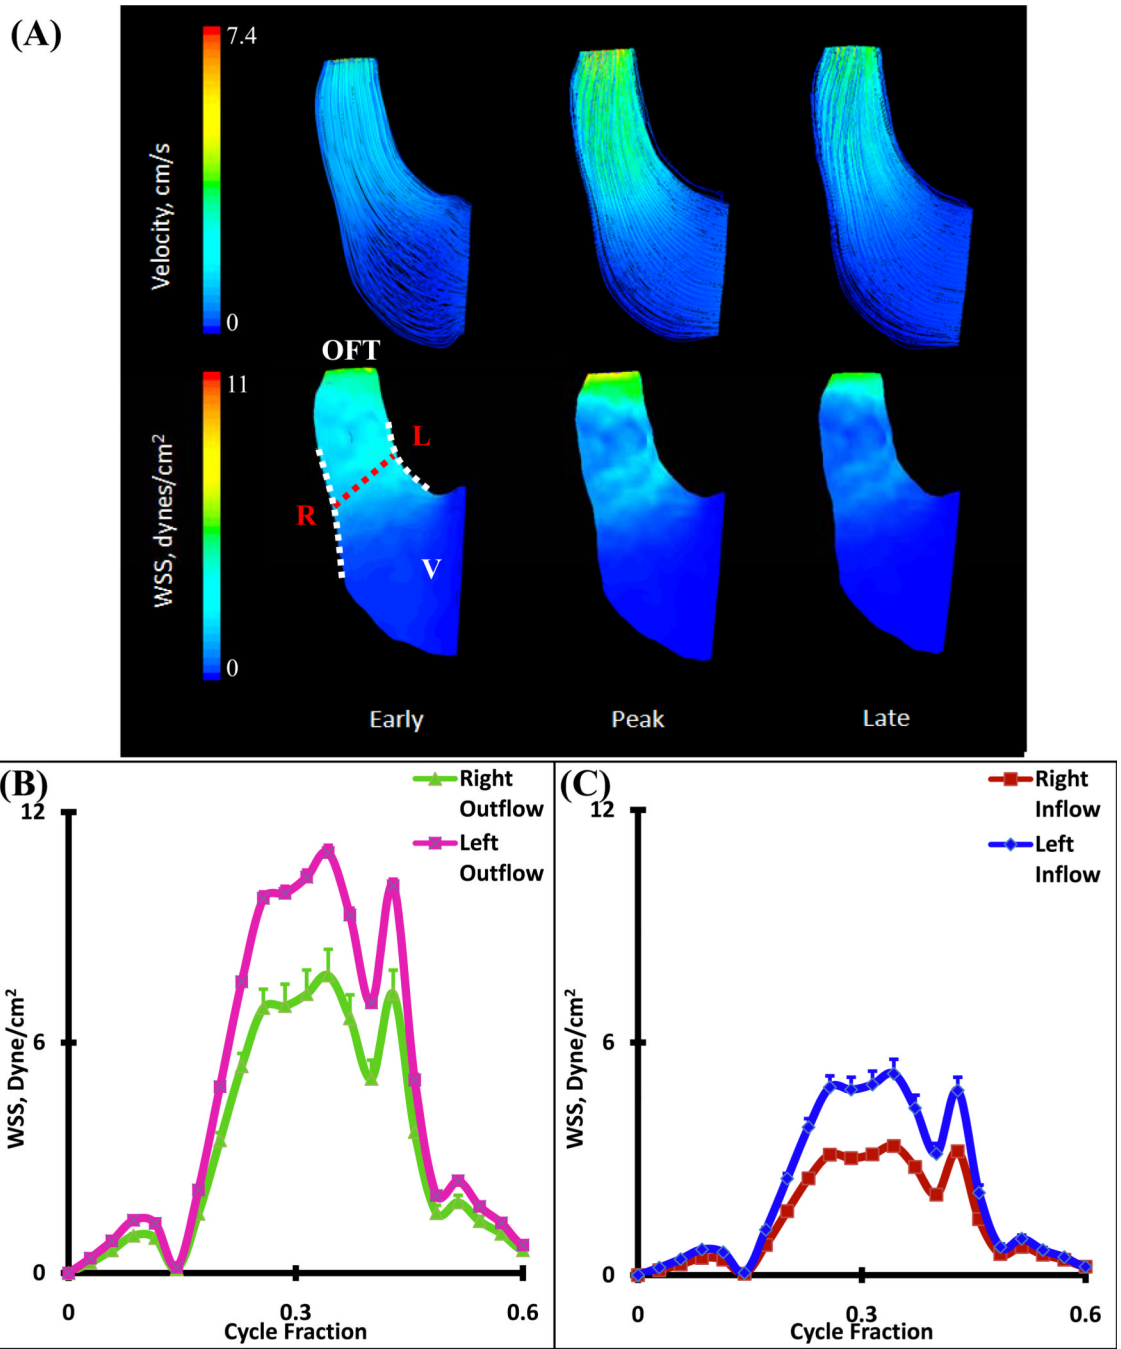 (A)
7.4
Velocity, cm/s
0
OFT
11
L
WSS, dynes/cm²
R
V
0
Early
Peak
Late
(B)
Right
Outflow
Left
Outflow
12
6
0
WSS, Dyne/cm²
0
0.3
0.6
Cycle Fraction
(C)
Right
Inflow
Left
Inflow
12
6
0
WSS, Dyne/cm²
0
0.3
0.6
Cycle Fraction